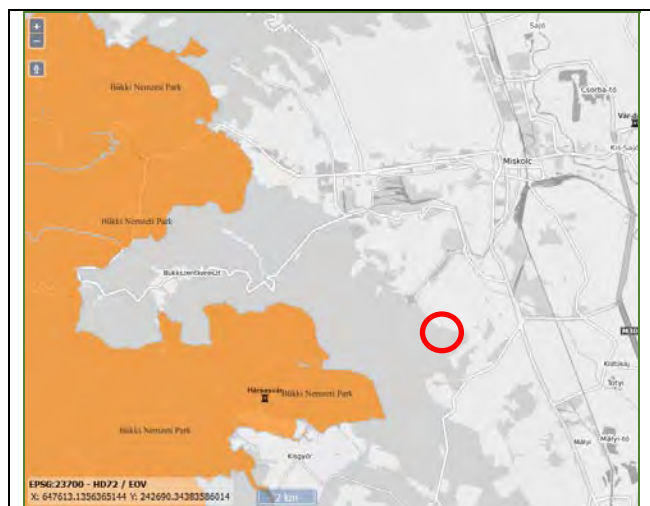 +
−
Sajó
Bükki Nemzeti Park
Csorba-tó
Kis-Sajó
Miskolc
Bükki Nemzeti Park
Bükkszentkereszt
M30
Kistokaj
Hársasvár
Bükki Nemzeti Park
Bükki Nemzeti Park
Mályi
Mályi-tó
Kisgyőr
EPSG:23700 - HD72 / EOV
X: 647613.1356365144 Y: 242690.34383586014
2 km